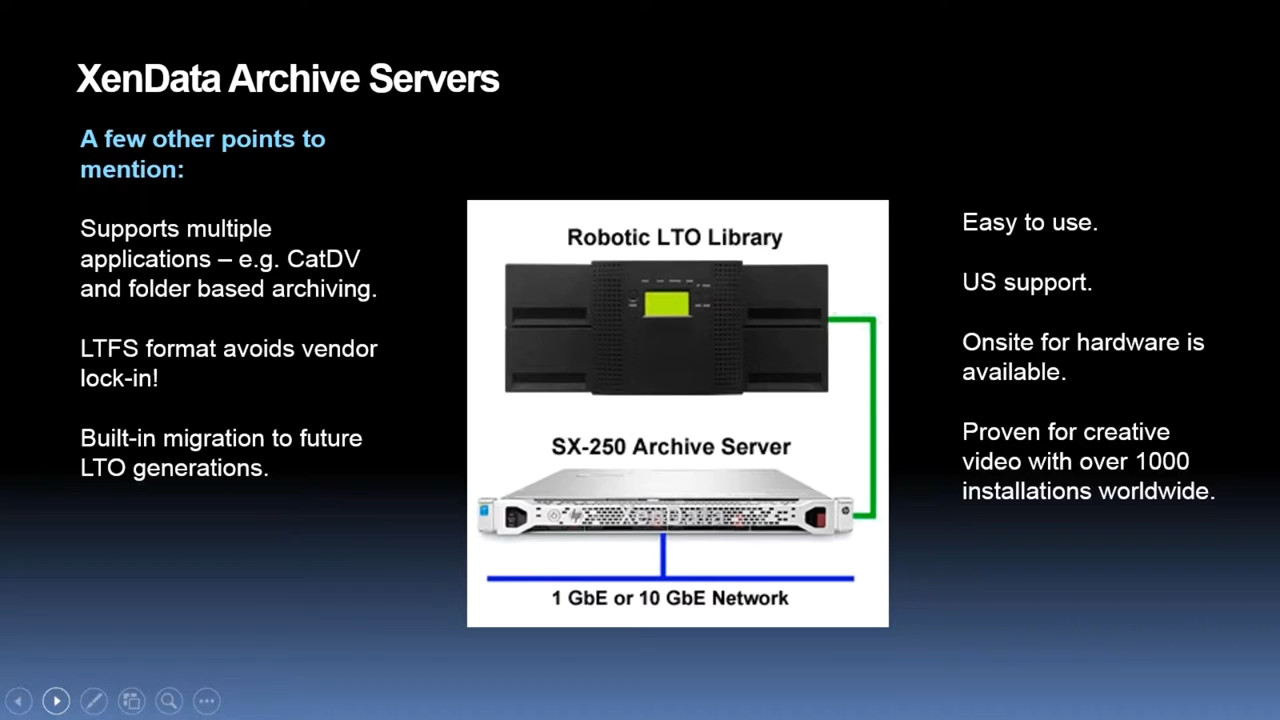 XenData Archive Servers
A few other points to
mention:
Supports multiple
applications – e.g. CatDV
and folder based archiving.
LTFS format avoids vendor
lock-in!
Built-in migration to future
LTO generations.
Robotic LTO Library
SX-250 Archive Server
1 GbE or 10 GbE Network
Easy to use.
US support.
Onsite for hardware is
available.
Proven for creative
video with over 1000
installations worldwide.